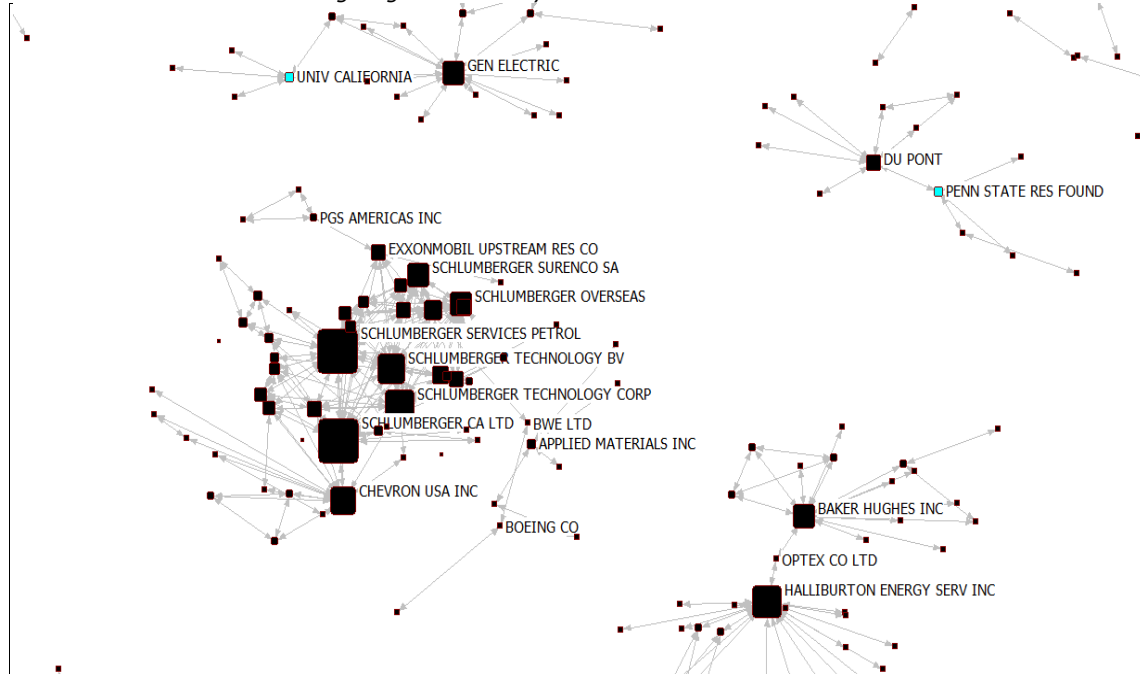 GEN ELECTRIC
UNIV CALIFORNIA
DU PONT
PENN STATE RES FOUND
PGS AMERICAS INC
EXXONMOBIL UPSTREAM RES CO
SCHLUMBERGER SURENCO SA
SCHLUMBERGER OVERSEAS
SCHLUMBERGER SERVICES PETROL
SCHLUMBERGER TECHNOLOGY BV
SCHLUMBERGER TECHNOLOGY CORP
SCHLUMBERGER CA LTD
BWE LTD
APPLIED MATERIALS INC
CHEVRON USA INC
BAKER HUGHES INC
BOEING CO
OPTEX CO LTD
HALLIBURTON ENERGY SERV INC